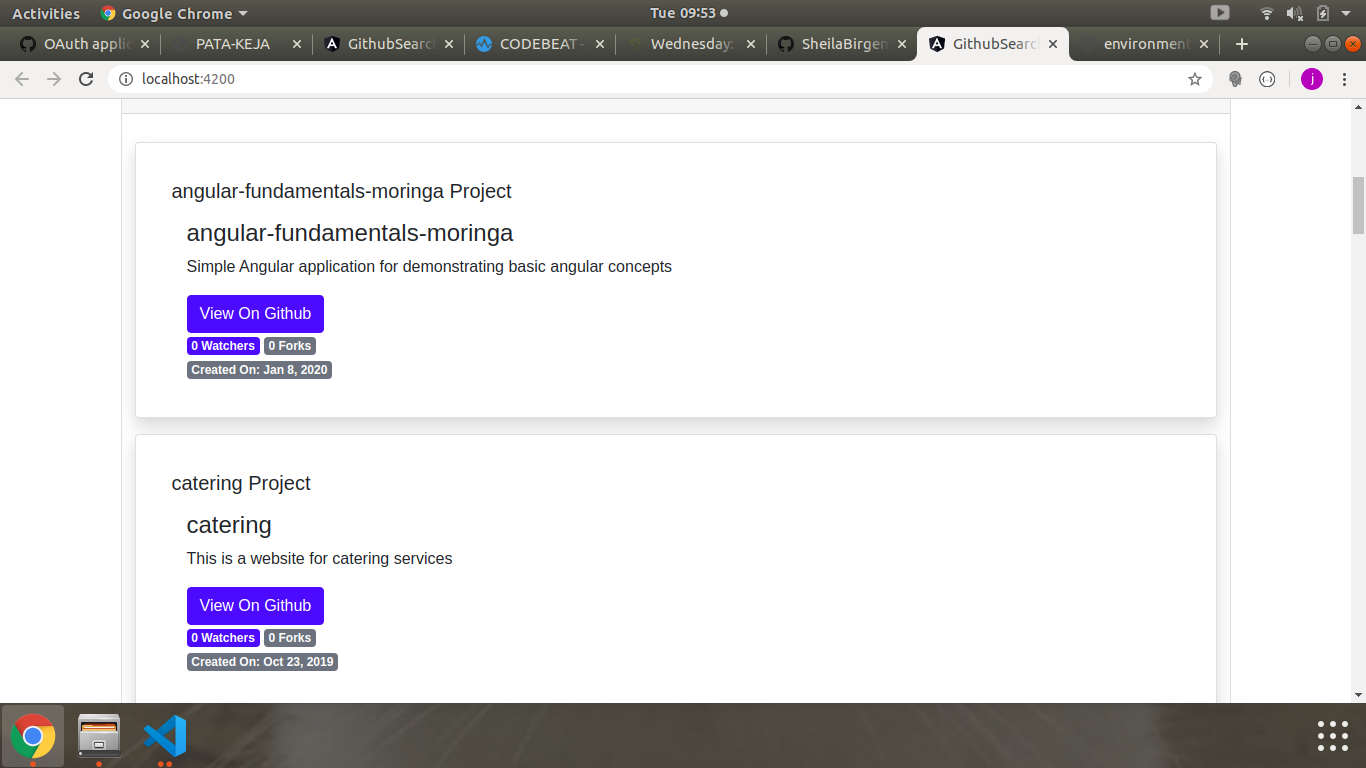 Activities Google Chrome Tue 09:53
OAuth applic PATA-KEJA GithubSearc CODEBEAT - Wednesday: SheilaBirgen GithubSearc environment
localhost:4200 j
angular-fundamentals-moringa Project
angular-fundamentals-moringa
Simple Angular application for demonstrating basic angular concepts
View On Github
0 Watchers 0 Forks
Created On: Jan 8, 2020
catering Project
catering
This is a website for catering services
View On Github
0 Watchers 0 Forks
Created On: Oct 23, 2019